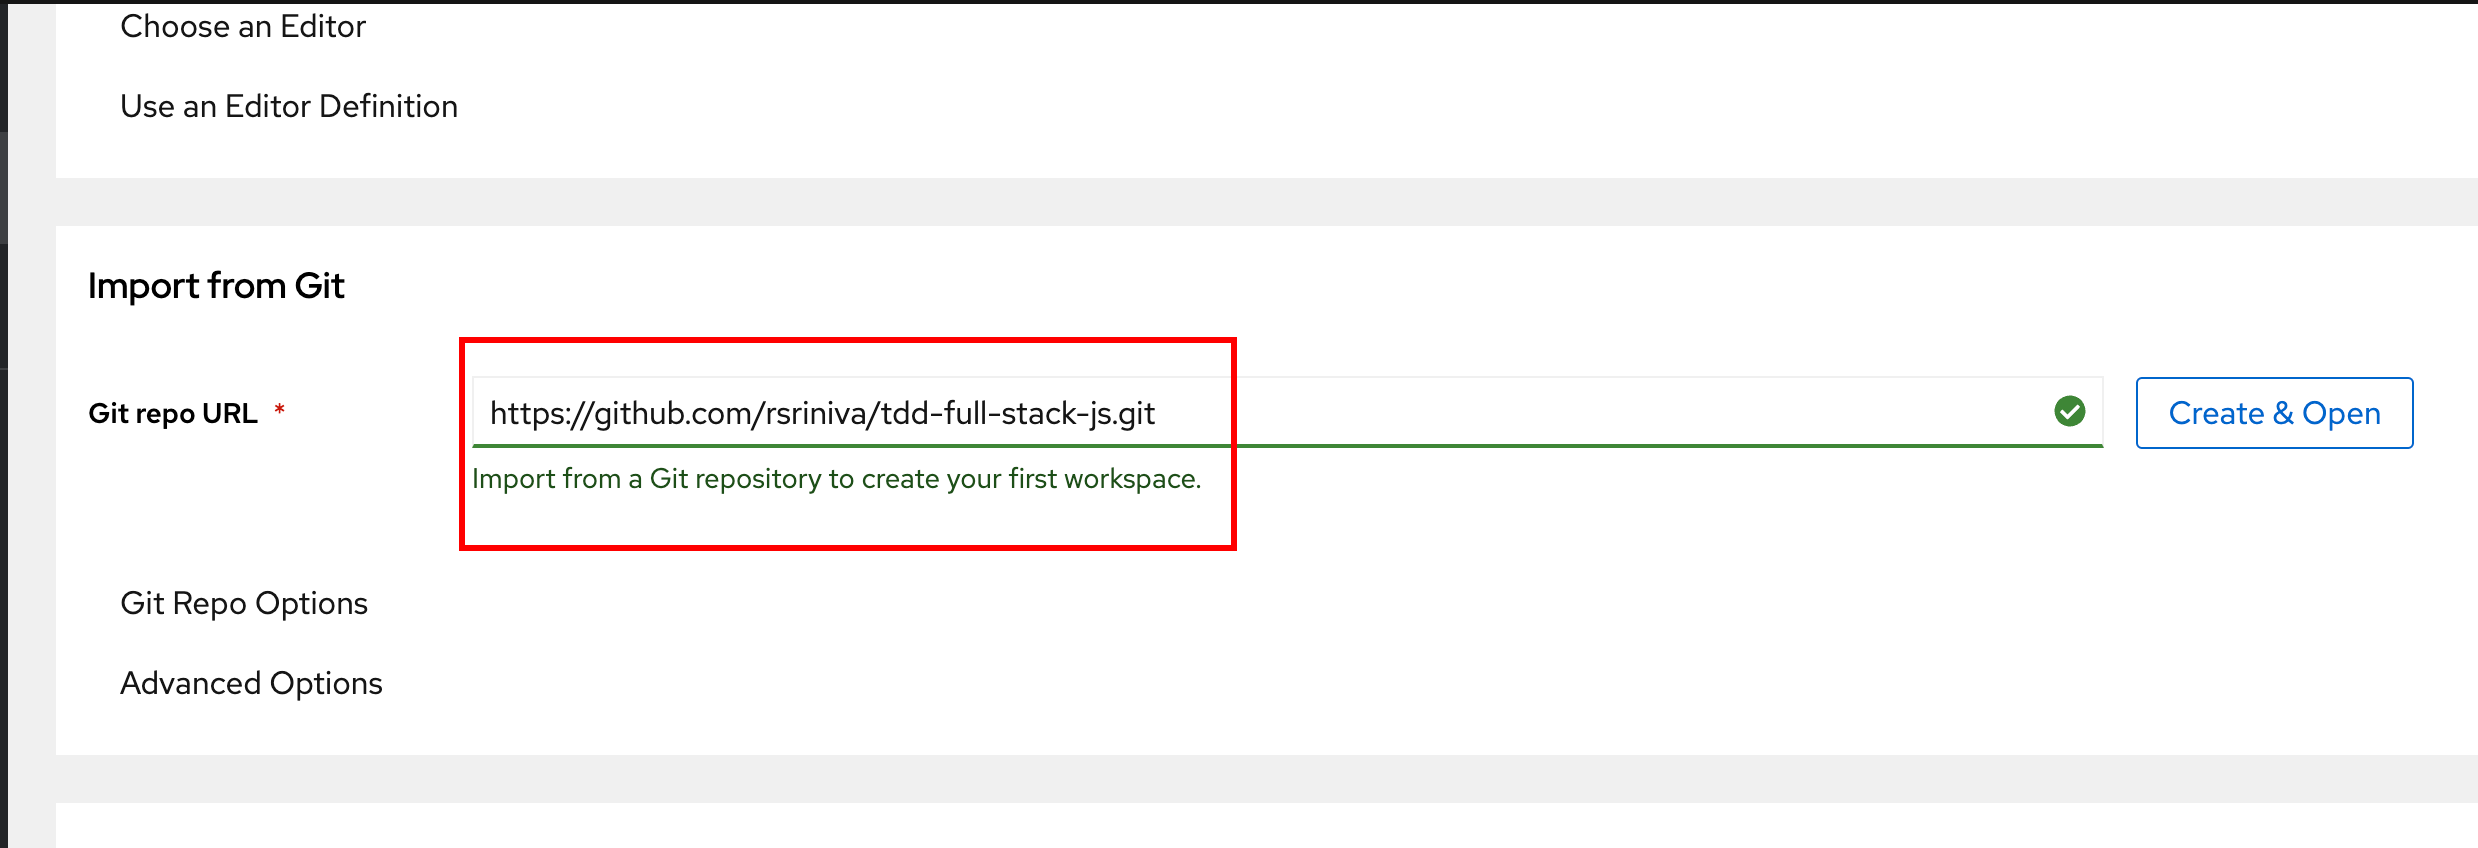 Choose an Editor
Use an Editor Definition
Import from Git
Git repo URL *
https://github.com/rsriniva/tdd-full-stack-js.git
Create & Open
Import from a Git repository to create your first workspace.
Git Repo Options
Advanced Options